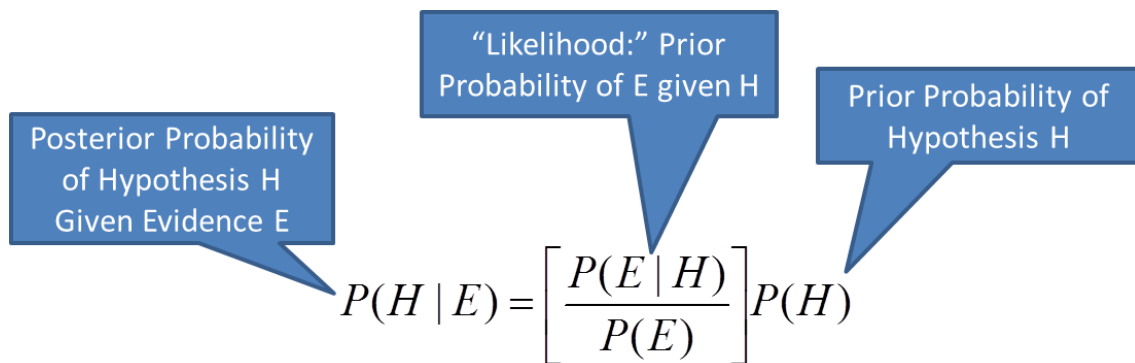 “Likelihood:” Prior
Probability of E given H
Prior Probability of
Hypothesis H
Posterior Probability
of Hypothesis H
Given Evidence E
P(H | E) = [P(E | H) / P(E)] P(H)